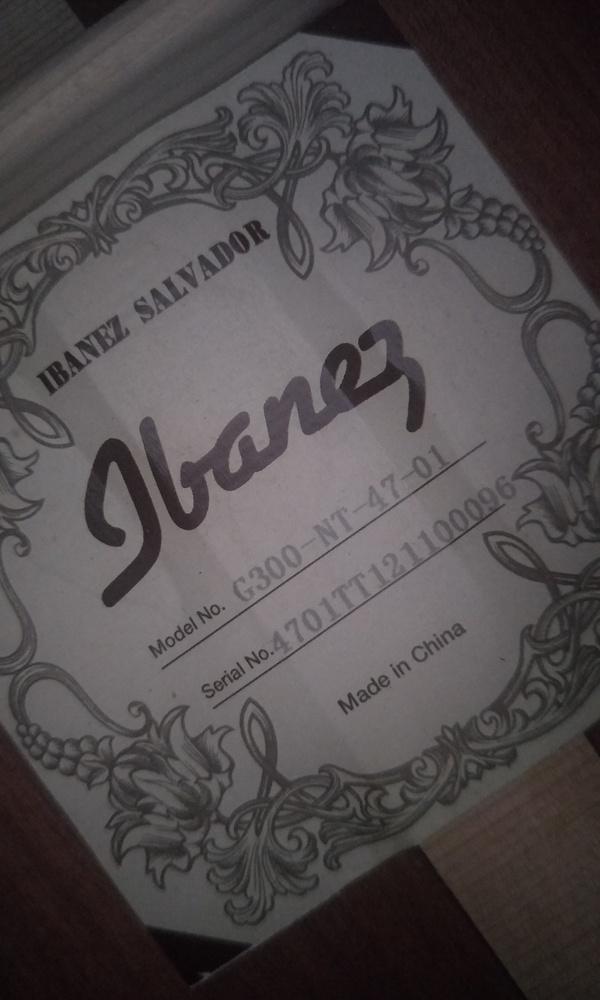 IBANEZ SALVADOR
Ibanez
Model No. G300-NT-47-01
Serial No. 4701TT121100096
Made in China